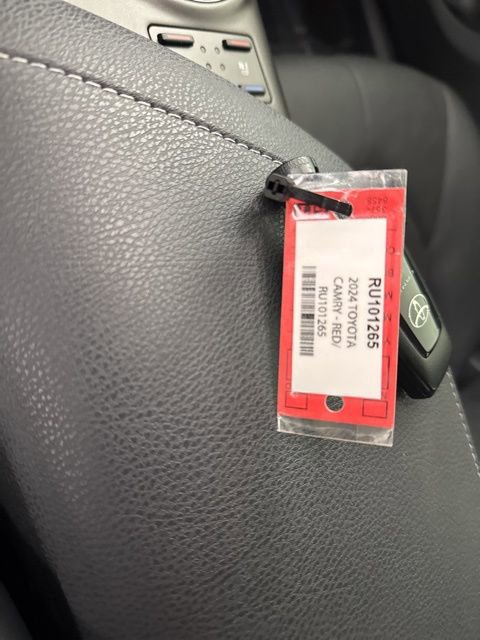 RU101265
2024 TOYOTA
CAMRY - RED/
RU101265